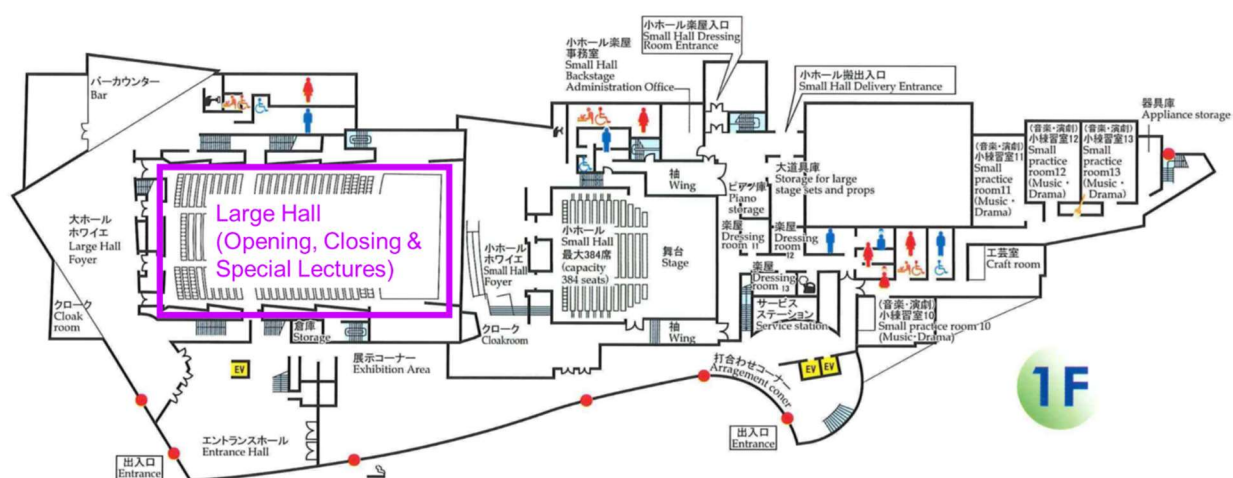 小ホール楽屋入口
Small Hall Dressing
Room Entrance
小ホール楽屋
事務室
Small Hall
Backstage
Administration Office
小ホール搬出入口
Small Hall Delivery Entrance
バーカウンター
Bar
器具庫
Appliance storage
(音楽・演劇)
小練習室11
Small
practice
room11
(Music・
Drama)
(音楽・演劇)
小練習室12
Small
practice
room12
(Music・
Drama)
(音楽・演劇)
小練習室13
Small
practice
room13
(Music・
Drama)
袖
Wing
大道具庫
Storage for large
stage sets and props
ピアノ庫
Piano
storage
大ホール
ホワイエ
Large Hall
Foyer
Large Hall
(Opening, Closing &
Special Lectures)
小ホール
ホワイエ
Small Hall
Foyer
小ホール
Small Hall
最大384席
(capacity
384 seats)
舞台
Stage
楽屋
Dressing
room 11
楽屋
Dressing
room 12
楽屋
Dressing
room 13
工芸室
Craft room
クローク
Cloak
room
倉庫
Storage
クローク
Cloakroom
袖
Wing
サービス
ステーション
Service station
(音楽・演劇)
小練習室10
Small practice room 10
(Music・Drama)
展示コーナー
Exhibition Area
打合わせコーナー
Arragement coner
EV
EV
EV
1F
エントランスホール
Entrance Hall
出入口
Entrance
出入口
Entrance